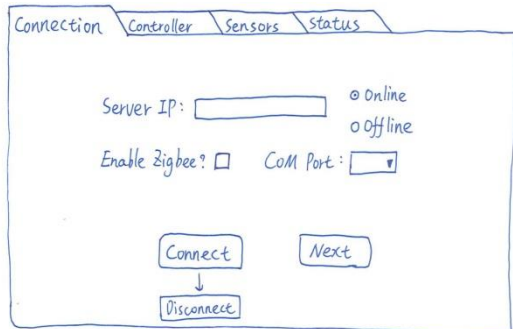 Connection Controller Sensors Status
Server IP: Online
Offline
Enable Zigbee? COM Port:
Connect Next
Disconnect